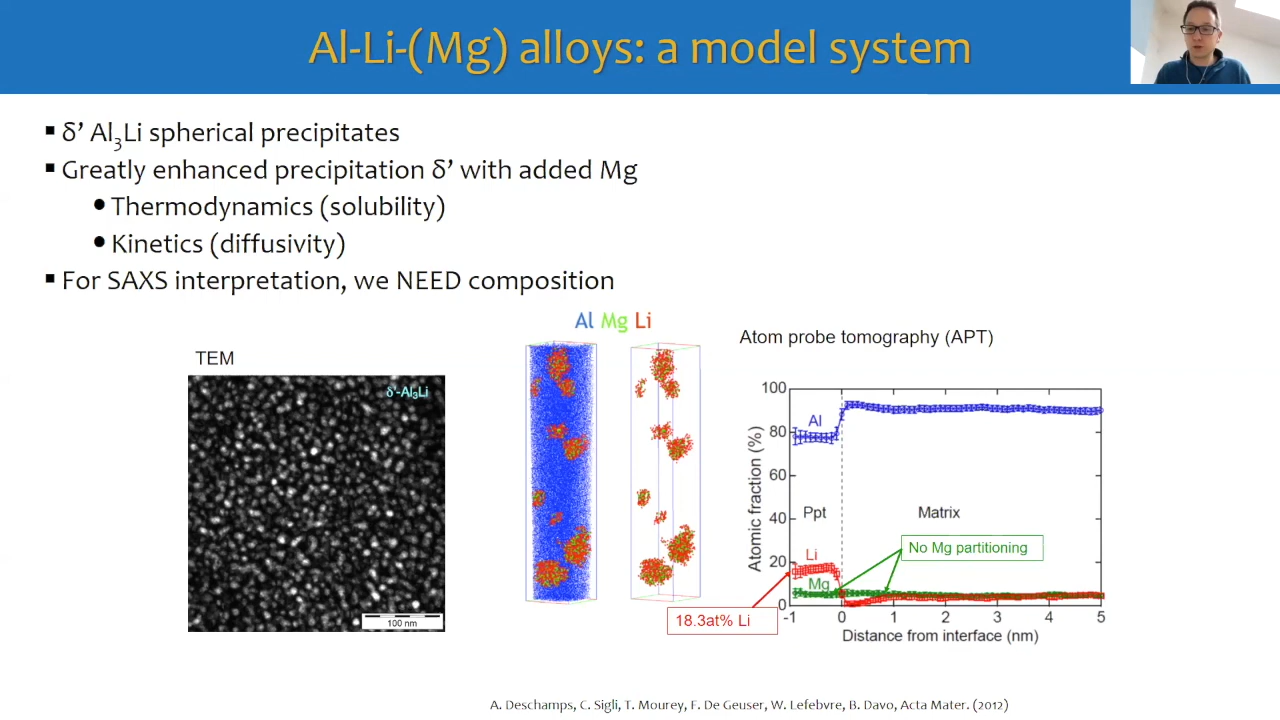 Al-Li-(Mg) alloys: a model system
▪ δ’ Al3Li spherical precipitates
▪ Greatly enhanced precipitation δ’ with added Mg
● Thermodynamics (solubility)
● Kinetics (diffusivity)
▪ For SAXS interpretation, we NEED composition
TEM
δ'-Al3Li
100 nm
Al Mg Li
Atom probe tomography (APT)
Atomic fraction (%)
100
80
60
40
20
0
Al
Ppt
Matrix
Li
Mg
No Mg partitioning
18.3at% Li
-1 0 1 2 3 4 5
Distance from interface (nm)
A. Deschamps, C. Sigli, T. Mourey, F. De Geuser, W. Lefebvre, B. Davo, Acta Mater. (2012)